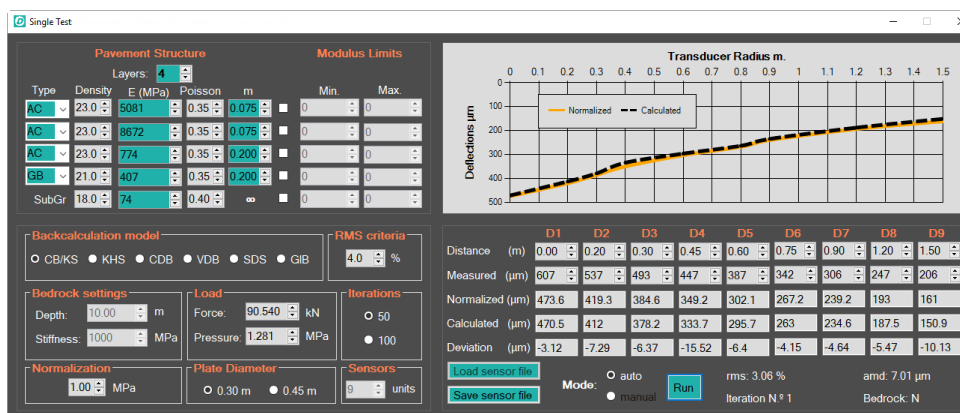 Single Test
Pavement Structure Modulus Limits
Layers: 4
Type Density E (MPa) Poisson m Min. Max.
AC 23.0 5081 0.35 0.075 0 0
AC 23.0 8672 0.35 0.075 0 0
AC 23.0 774 0.35 0.200 0 0
GB 21.0 407 0.35 0.200 0 0
SubGr 18.0 74 0.40 ∞ 0 0
Transducer Radius m.
0 0.1 0.2 0.3 0.4 0.5 0.6 0.7 0.8 0.9 1 1.1 1.2 1.3 1.4 1.5
Deflections µm
0
100
200
300
400
500
Normalized Calculated
Backcalculation model
CB/KS KHS CDB VDB SDS GIB
RMS criteria
4.0 %
Bedrock settings
Depth: 10.00 m
Stiffness: 1000 MPa
Load
Force: 90.540 kN
Pressure: 1.281 MPa
Iterations
50
100
Normalization
1.00 MPa
Plate Diameter
0.30 m 0.45 m
Sensors
9 units
D1 D2 D3 D4 D5 D6 D7 D8 D9
Distance (m) 0.00 0.20 0.30 0.45 0.60 0.75 0.90 1.20 1.50
Measured (µm) 607 537 493 447 387 342 306 247 206
Normalized (µm) 473.6 419.3 384.6 349.2 302.1 267.2 239.2 193 161
Calculated (µm) 470.5 412 378.2 333.7 295.7 263 234.6 187.5 150.9
Deviation (µm) -3.12 -7.29 -6.37 -15.52 -6.4 -4.15 -4.64 -5.47 -10.13
Load sensor file
Save sensor file
Mode: auto
manual
Run
rms: 3.06 % amd: 7.01 µm
Iteration N.º 1 Bedrock: N